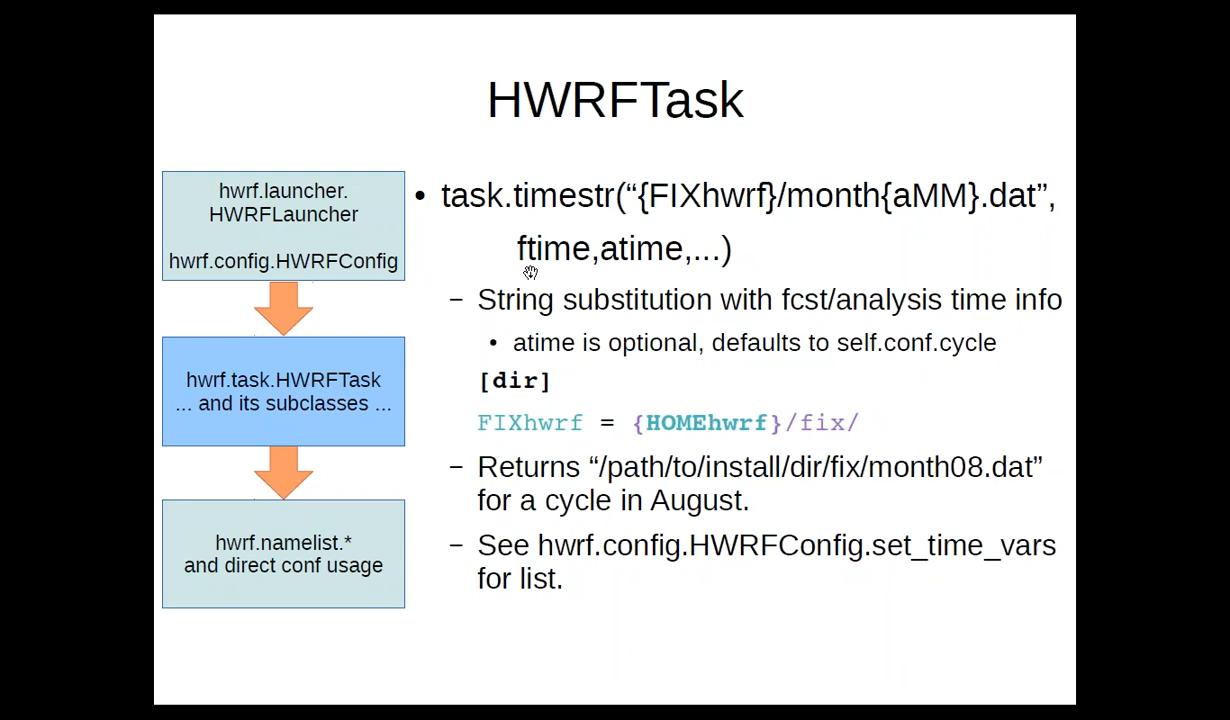 HWRFTask
hwrf.launcher.
HWRFLauncher
hwrf.config.HWRFConfig
hwrf.task.HWRFTask
... and its subclasses ...
hwrf.namelist.*
and direct conf usage
• task.timestr(“{FIXhwrf}/month{aMM}.dat”,
ftime,atime,...)
– String substitution with fcst/analysis time info
• atime is optional, defaults to self.conf.cycle
[dir]
FIXhwrf = {HOMEhwrf}/fix/
– Returns “/path/to/install/dir/fix/month08.dat”
for a cycle in August.
– See hwrf.config.HWRFConfig.set_time_vars
for list.